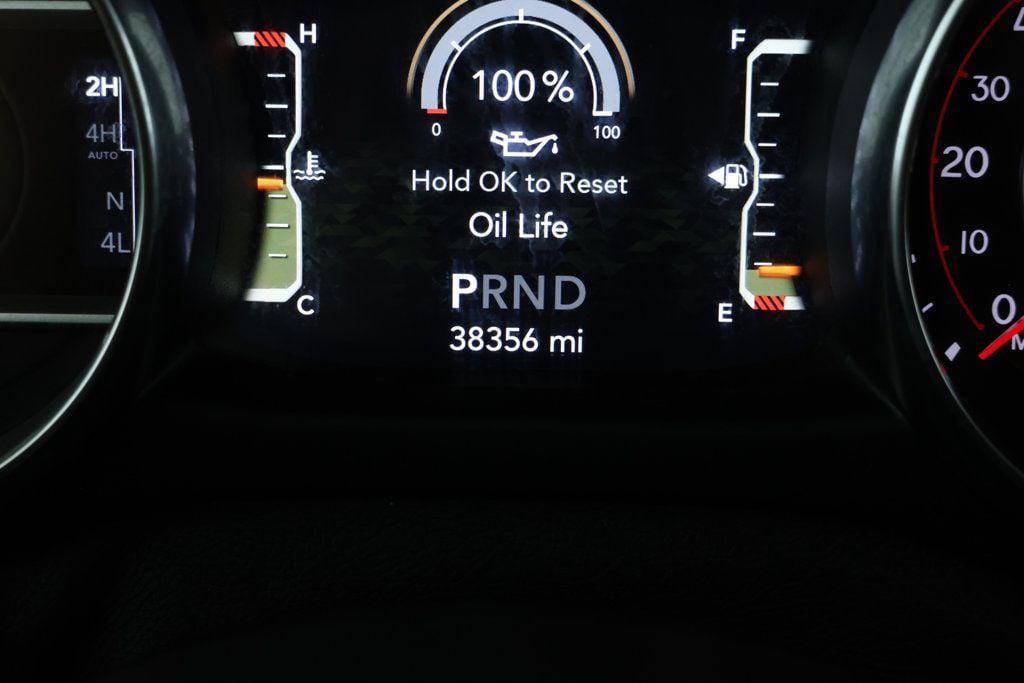 2H
4H
AUTO
N
4L
H
C
100 %
0
100
Hold OK to Reset
Oil Life
PRND
38356 mi
F
E
30
20
10
0